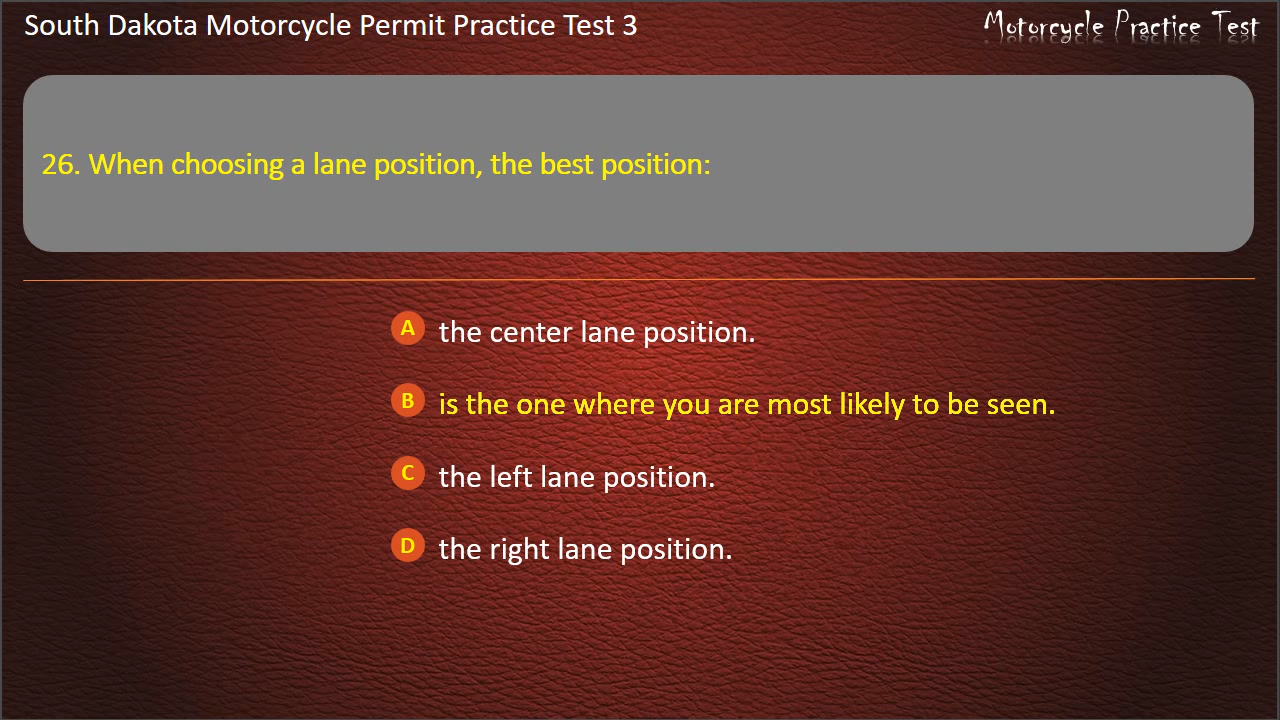 South Dakota Motorcycle Permit Practice Test 3
Motorcycle Practice Test
26. When choosing a lane position, the best position:
A the center lane position.
B is the one where you are most likely to be seen.
C the left lane position.
D the right lane position.